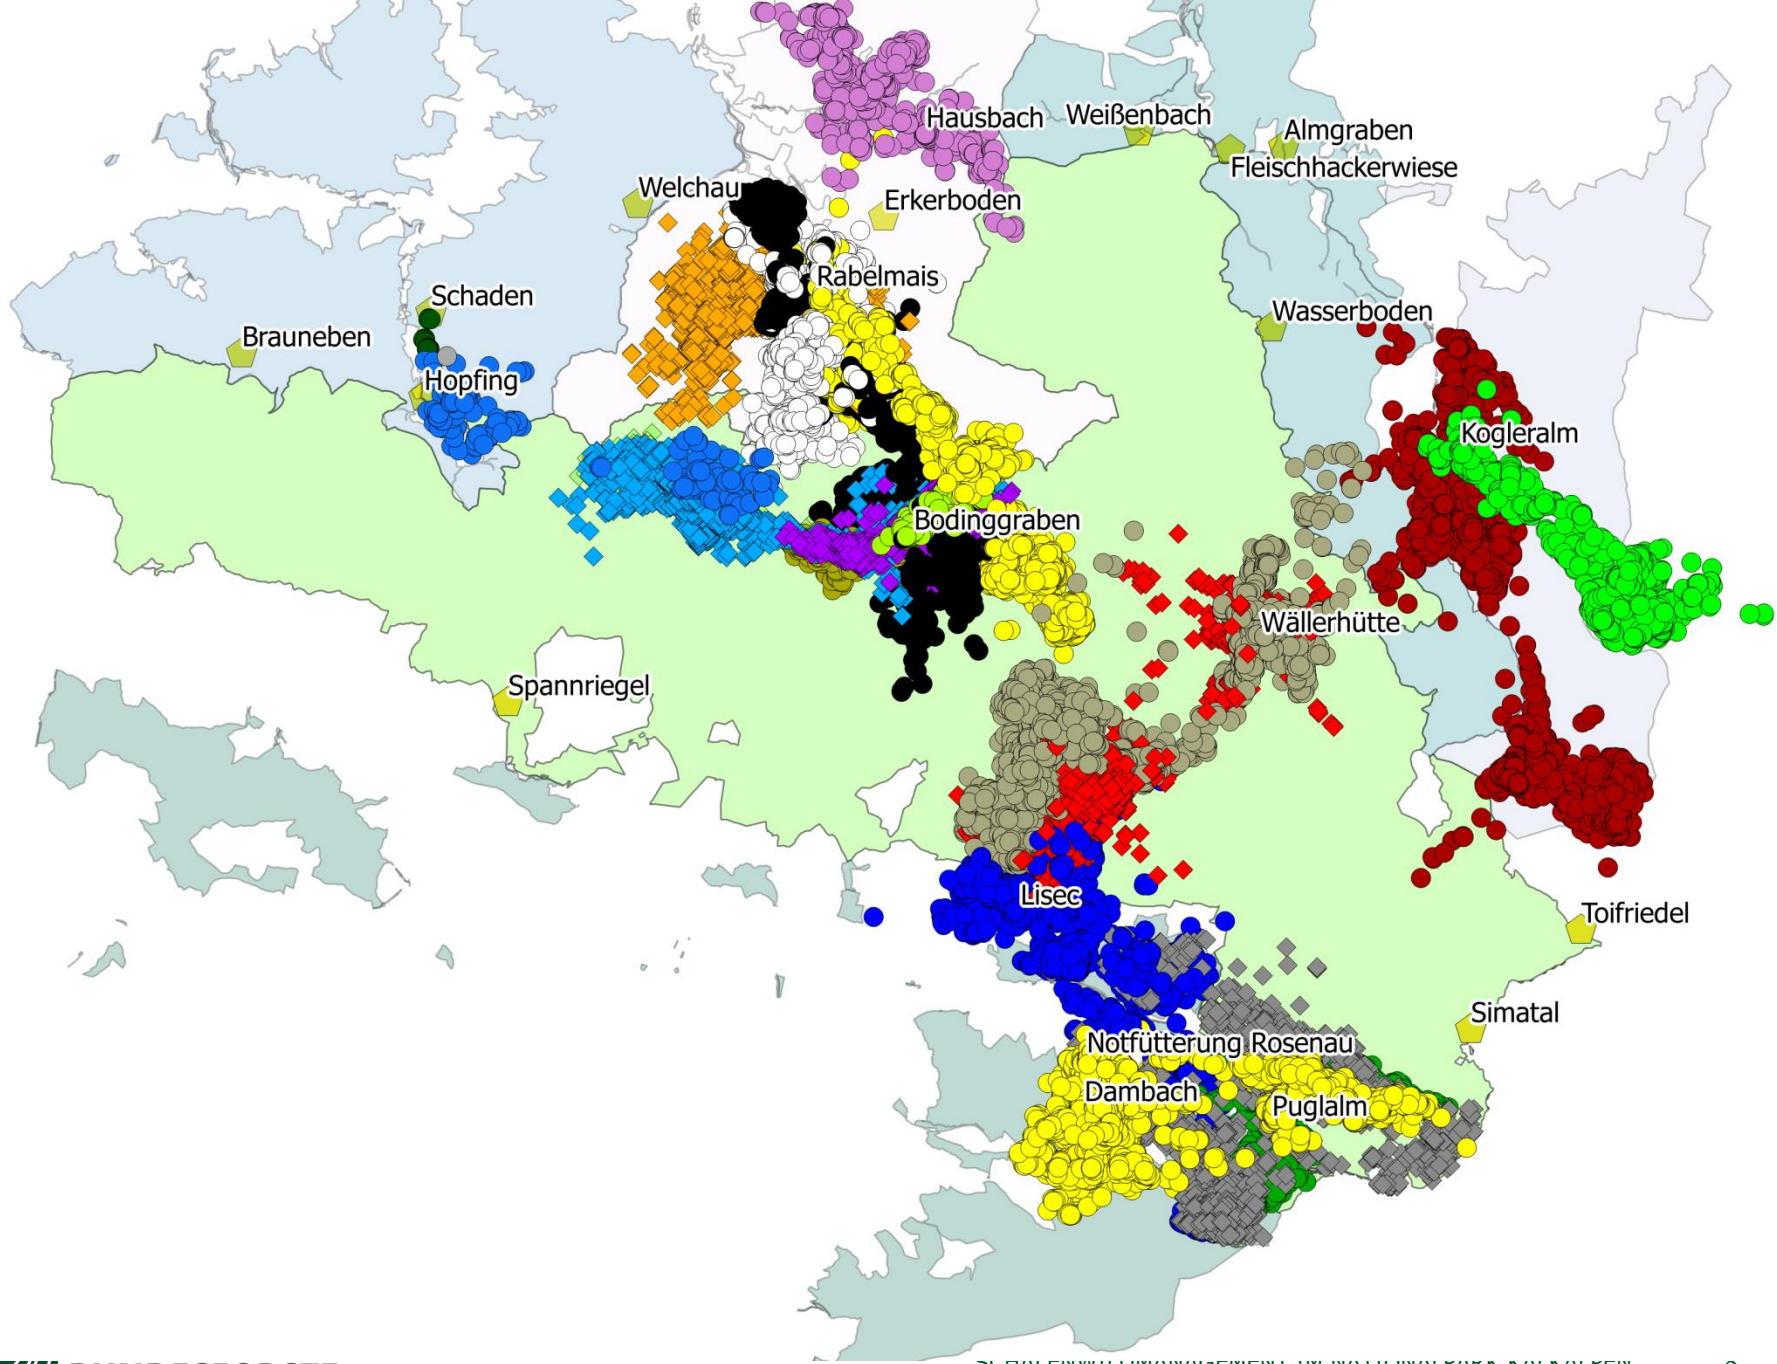 Hausbach
Weißenbach
Almgraben
Fleischhackerwiese
Welchau
Erkerboden
Rabelmais
Schaden
Wasserboden
Brauneben
Hopfing
Kogleralm
Bodinggraben
Wällerhütte
Spannriegel
Lisec
Toifriedel
Simatal
Notfütterung Rosenau
Dambach
Puglalm